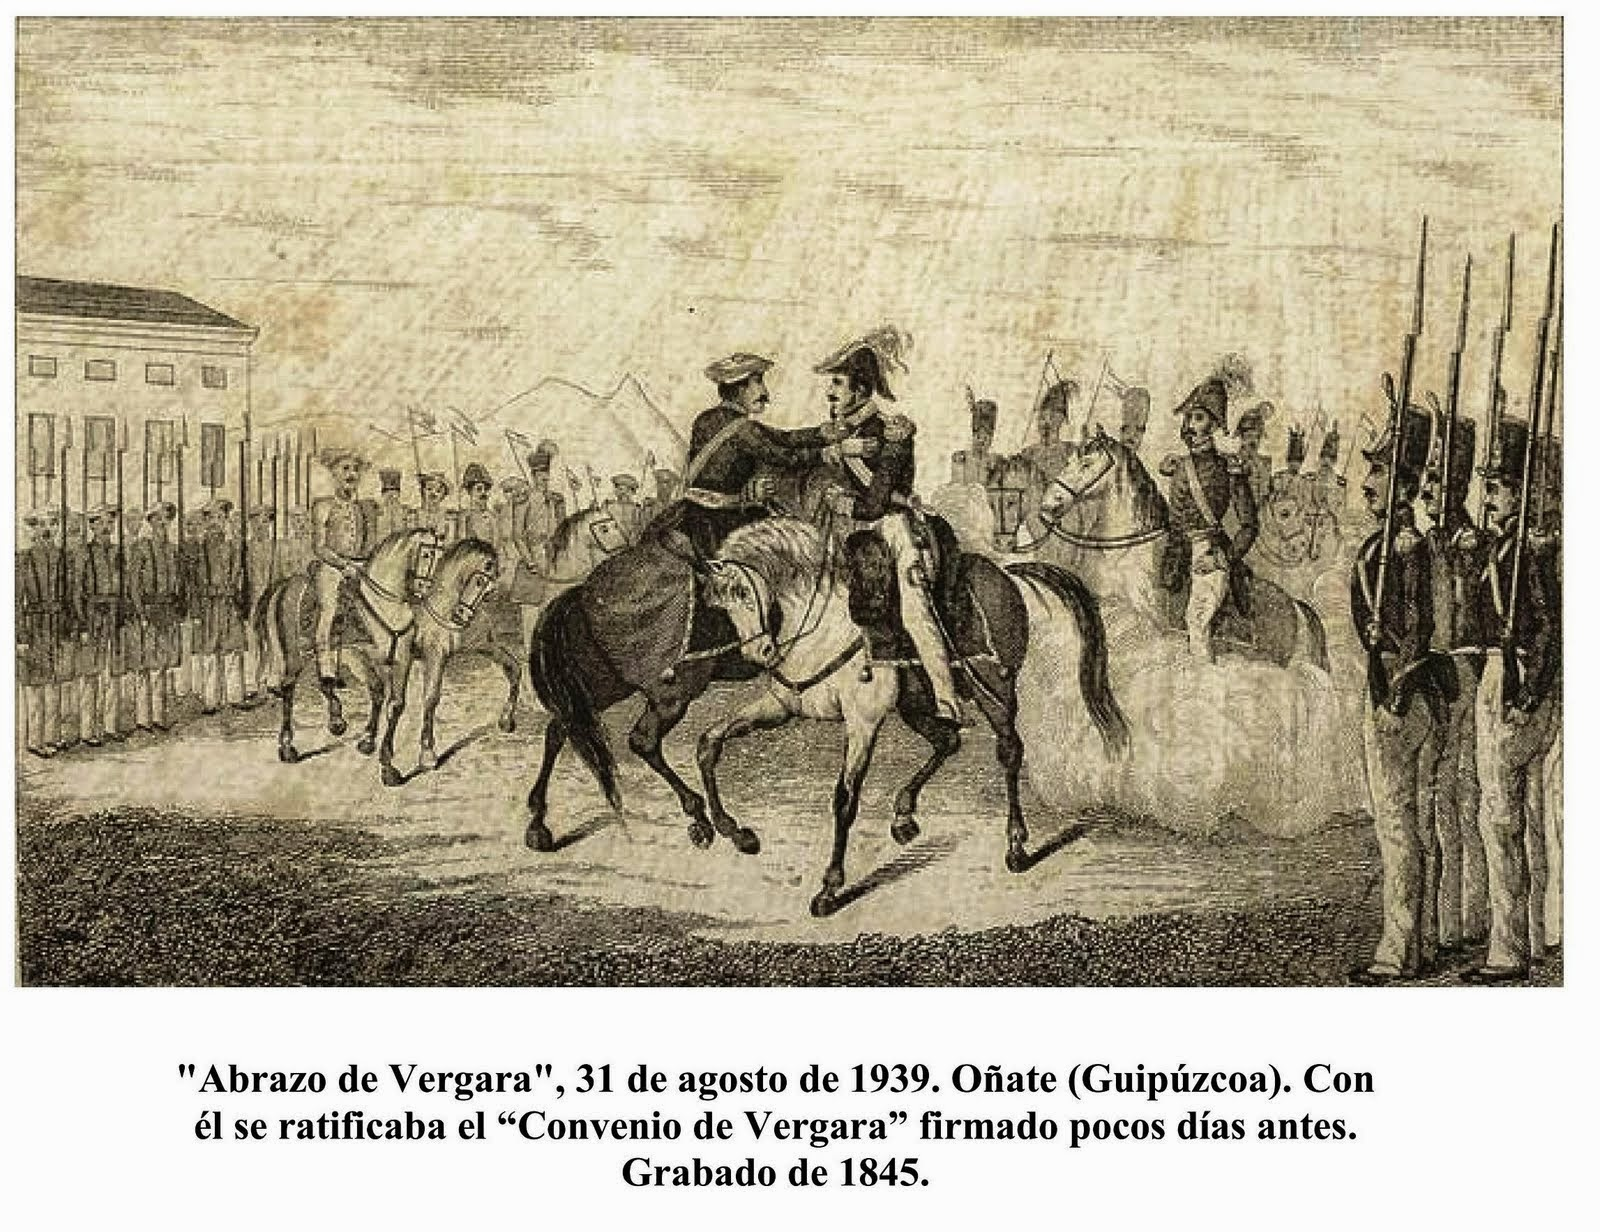 "Abrazo de Vergara", 31 de agosto de 1939. Oñate (Guipúzcoa). Con
él se ratificaba el “Convenio de Vergara” firmado pocos días antes.
Grabado de 1845.